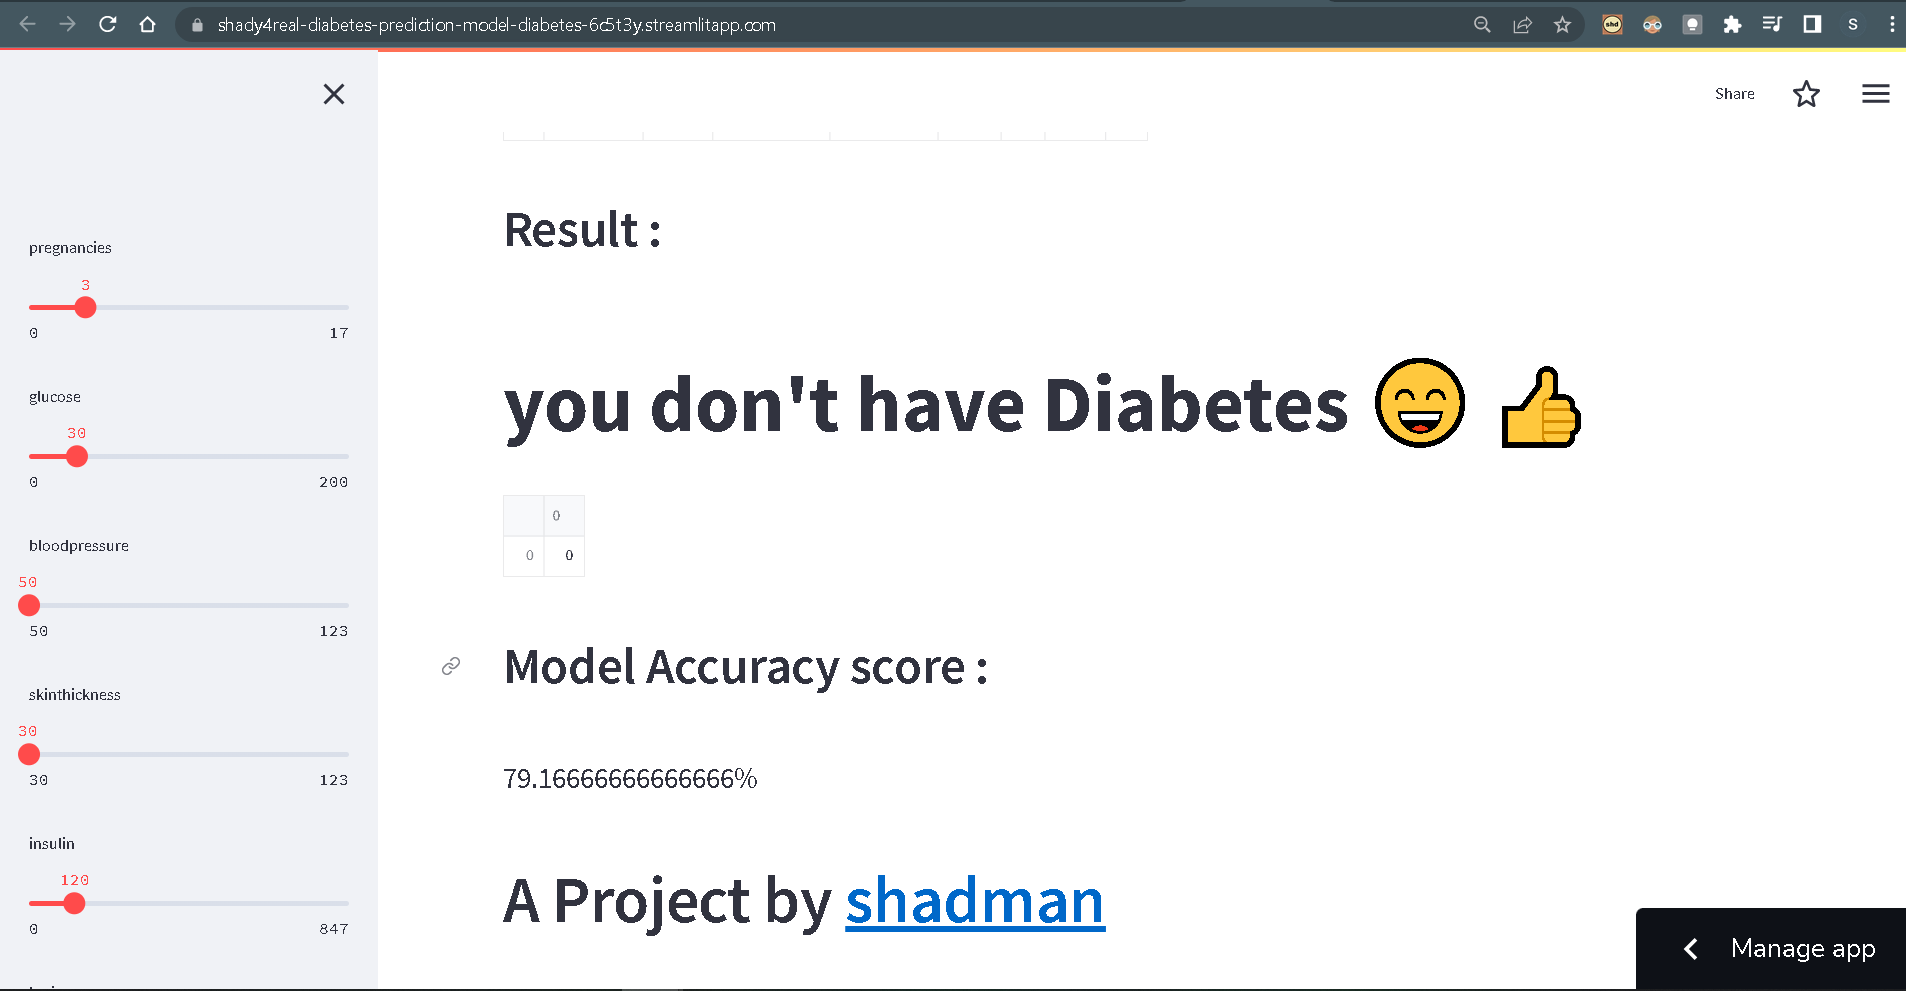 shady4real-diabetes-prediction-model-diabetes-6c5t3y.streamlitapp.com
shd
S
Share
pregnancies
3
0 17
glucose
30
0 200
bloodpressure
50
50 123
skinthickness
30
30 123
insulin
120
0 847
Result :
you don't have Diabetes 😄 👍
0
0 0
Model Accuracy score :
79.16666666666666%
A Project by shadman
Manage app